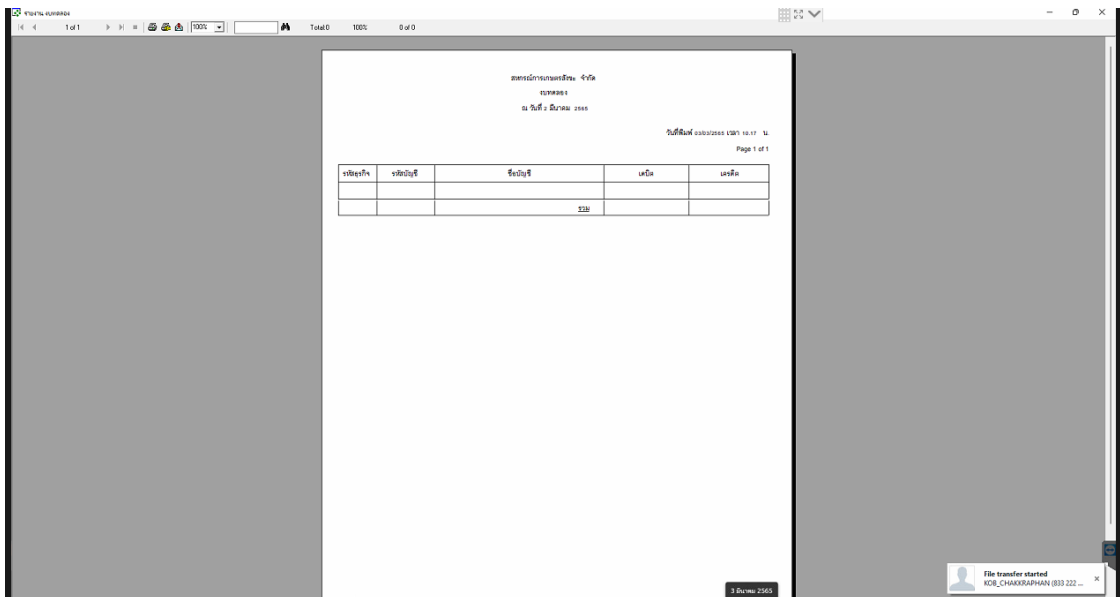 รายงาน งบทดลอง
1 of 1
100%
Total:0
100%
0 of 0
สหกรณ์การเกษตรสังขะ จำกัด
งบทดลอง
ณ วันที่ 2 มีนาคม 2565
วันที่พิมพ์ 03/03/2565 เวลา 10.17 น.
Page 1 of 1
รหัสธุรกิจ รหัสบัญชี ชื่อบัญชี เดบิต เครดิต
รวม
File transfer started
KOB_CHAKKRAPHAN (833 222 ...
3 มีนาคม 2565